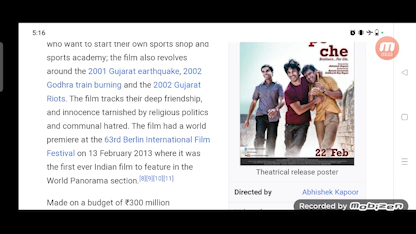 5:16
who want to start their own sports shop and
sports academy; the film also revolves
around the 2001 Gujarat earthquake, 2002
Godhra train burning and the 2002 Gujarat
Riots. The film tracks their deep friendship,
and innocence tarnished by religious politics
and communal hatred. The film had a world
premiere at the 63rd Berlin International Film
Festival on 13 February 2013 where it was
the first ever Indian film to feature in the
World Panorama section.[8][9][10][11]
Made on a budget of ₹300 million
che
22nd Feb
Theatrical release poster
Directed by Abhishek Kapoor
Recorded by Mobizen